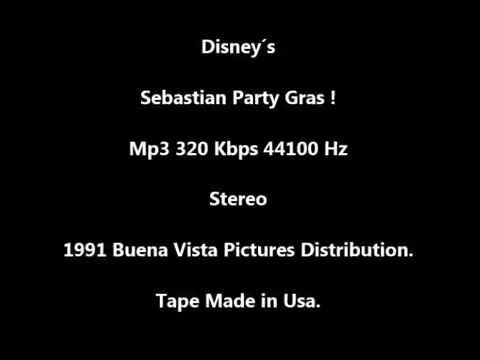 Disney´s
Sebastian Party Gras !
Mp3 320 Kbps 44100 Hz
Stereo
1991 Buena Vista Pictures Distribution.
Tape Made in Usa.